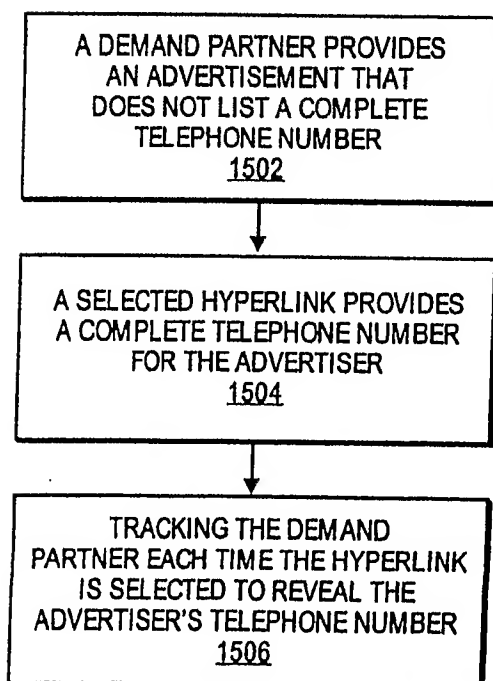 A DEMAND PARTNER PROVIDES
AN ADVERTISEMENT THAT
DOES NOT LIST A COMPLETE
TELEPHONE NUMBER
1502
A SELECTED HYPERLINK PROVIDES
A COMPLETE TELEPHONE NUMBER
FOR THE ADVERTISER
1504
TRACKING THE DEMAND
PARTNER EACH TIME THE HYPERLINK
IS SELECTED TO REVEAL THE
ADVERTISER'S TELEPHONE NUMBER
1506